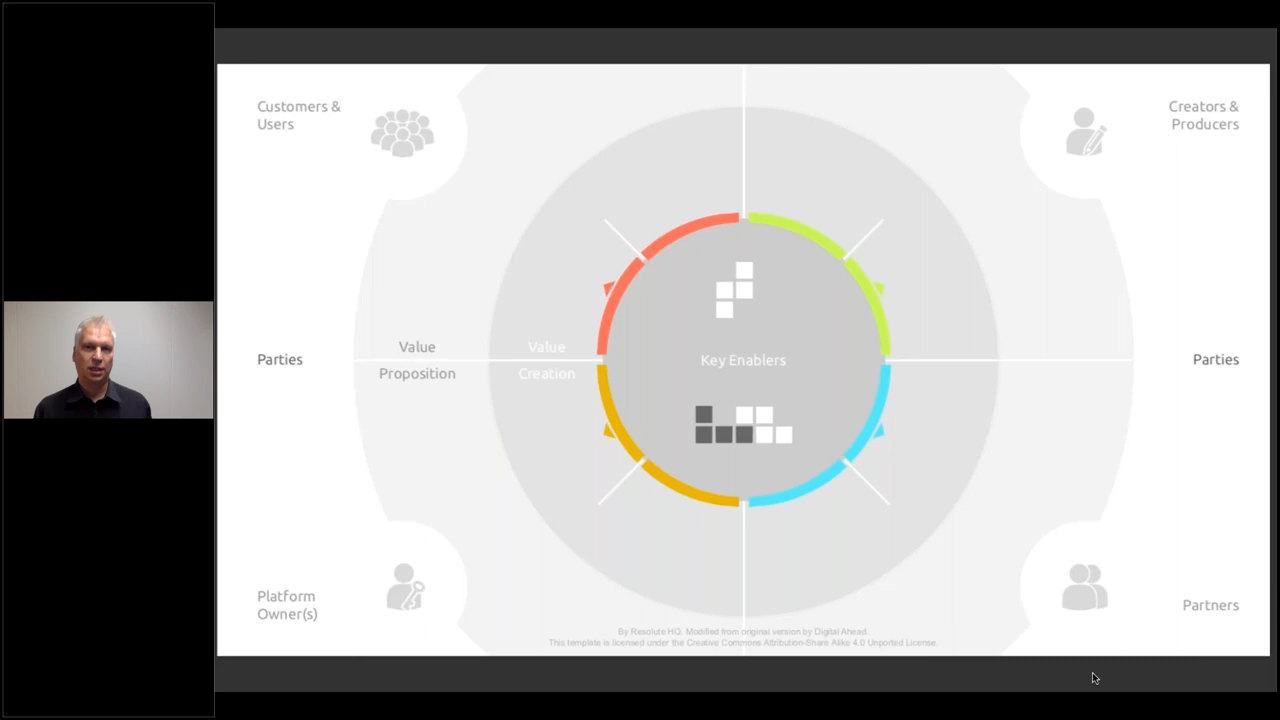 Customers &
Users
Creators &
Producers
Parties
Value
Proposition
Value
Creation
Key Enablers
Parties
Platform
Owner(s)
Partners
By Resolute HQ. Modified from original version by Digital Ahead.
This template is licensed under the Creative Commons Attribution-Share Alike 4.0 Unported License.